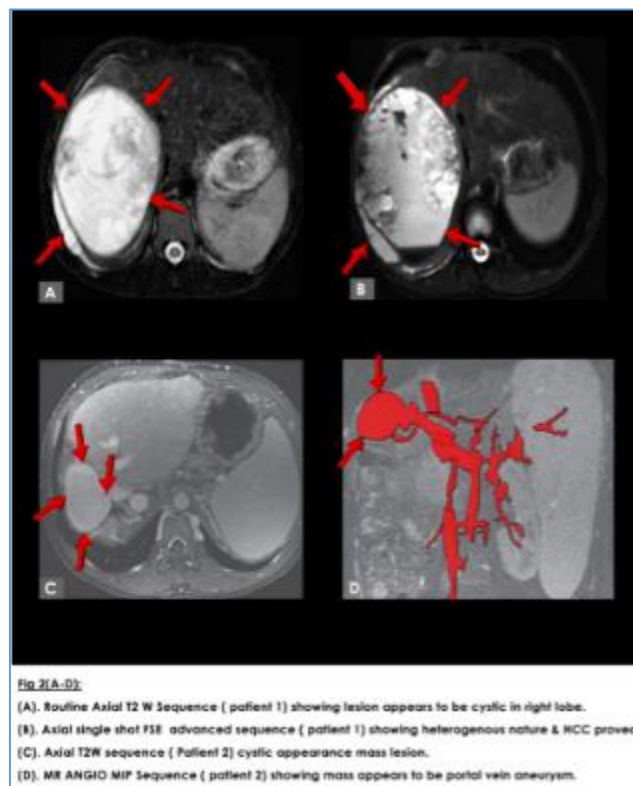 A
B
C
D
Fig 2(A-D):
(A). Routine Axial T2 W Sequence ( patient 1) showing lesion appears to be cystic in right lobe.
(B). Axial single shot FSE advanced sequence ( patient 1) showing heterogenous nature & HCC proved
(C). Axial T2W sequence ( Patient 2) cystic appearance mass lesion.
(D). MR ANGIO MIP Sequence ( patient 2) showing mass appears to be portal vein aneurysm.